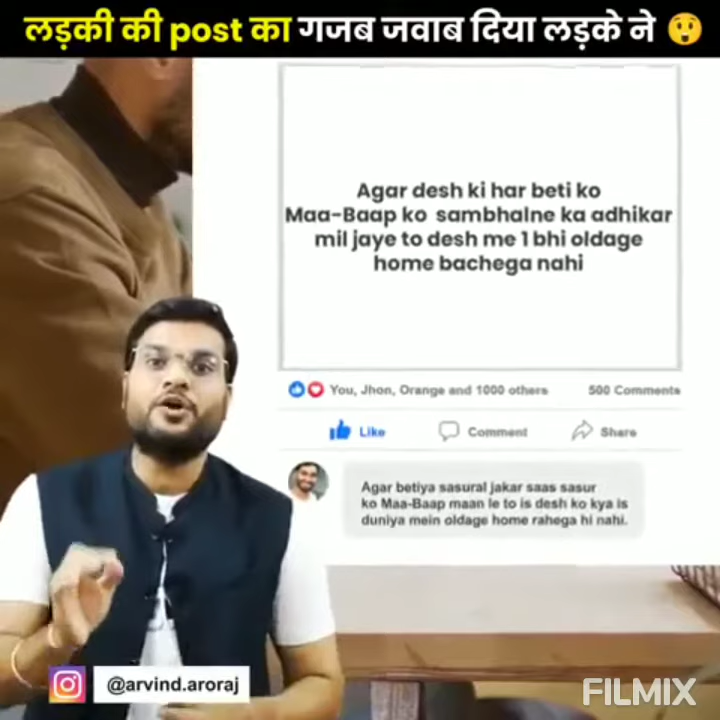 लड़की की post का गजब जवाब दिया लड़के ने 😲
Agar desh ki har beti ko
Maa-Baap ko sambhalne ka adhikar
mil jaye to desh me 1 bhi oldage
home bachega nahi
You, Jhon, Orange and 1000 others 500 Comments
Like Comment Share
Agar betiya sasural jakar saas sasur
ko Maa-Baap maan le to is desh ko kya is
duniya mein oldage home rahega hi nahi.
@arvind.aroraj
FILMIX